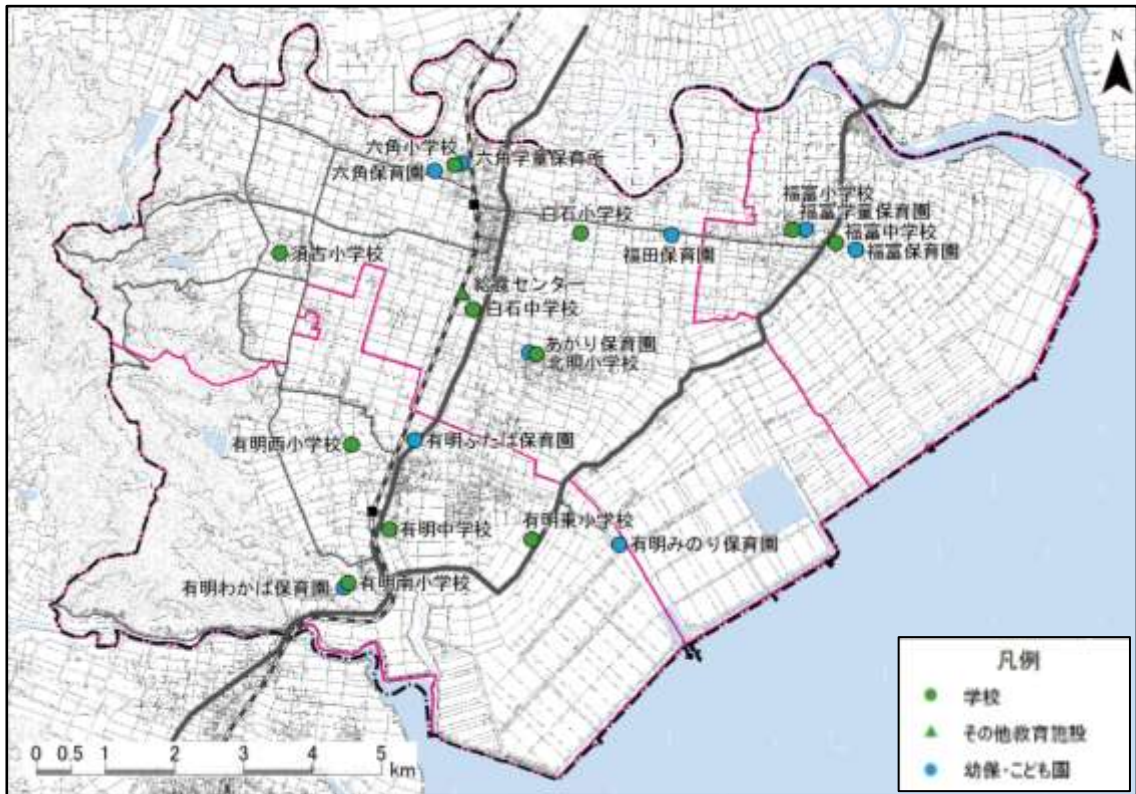 N
六角小学校
六角学童保育所
六角保育園
白石小学校
福富小学校
福富学童保育園
福富中学校
福田保育園
福富保育園
須古小学校
給食センター
白石中学校
あかり保育園
北明小学校
有明西小学校
有明ふたば保育園
有明中学校
有明東小学校
有明みのり保育園
有明わかば保育園
有明南小学校
凡例
学校
その他教育施設
幼保・こども園
0 0.5 1 2 3 4 5
km